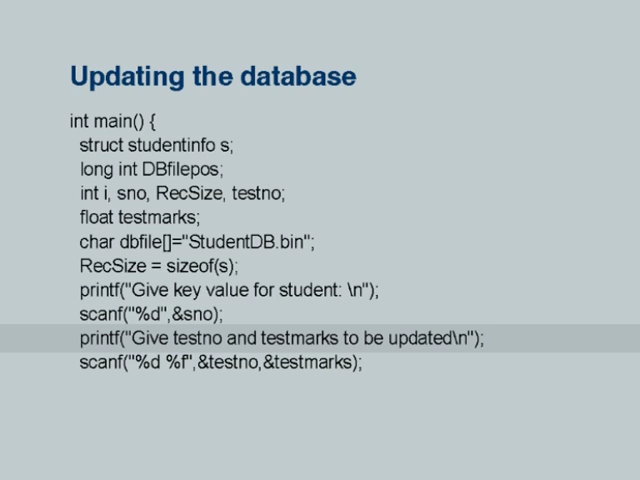 Updating the database
int main() {
struct studentinfo s;
long int DBfilepos;
int i, sno, RecSize, testno;
float testmarks;
char dbfile[]="StudentDB.bin";
RecSize = sizeof(s);
printf("Give key value for student: \n");
scanf("%d",&sno);
printf("Give testno and testmarks to be updated\n");
scanf("%d %f",&testno,&testmarks);